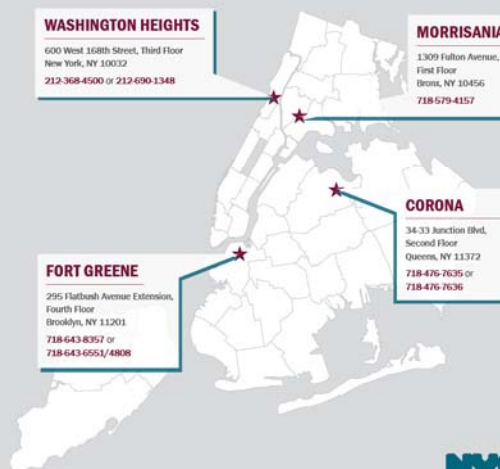 WASHINGTON HEIGHTS
600 West 168th Street, Third Floor
New York, NY 10032
212-368-4500 or 212-690-1348
MORRISANIA
1309 Fulton Avenue,
First Floor
Bronx, NY 10456
718-579-4157
CORONA
34-33 Junction Blvd,
Second Floor
Queens, NY 11372
718-476-7635 or
718-476-7636
FORT GREENE
295 Flatbush Avenue Extension,
Fourth Floor
Brooklyn, NY 11201
718-643-8357 or
718-643-6551/4808